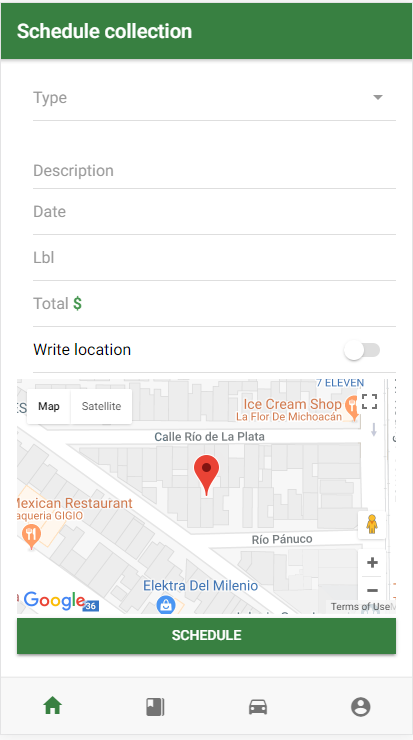 Schedule collection
Type
Description
Date
Lbl
Total $
Write location
7 ELEVEN
Map
Satellite
Ice Cream Shop
La Flor De Michoacán
Calle Río de La Plata
Mexican Restaurant
aqueria GIGIO
Río Pánuco
Elektra Del Milenio
Google
36
Terms of Use
SCHEDULE